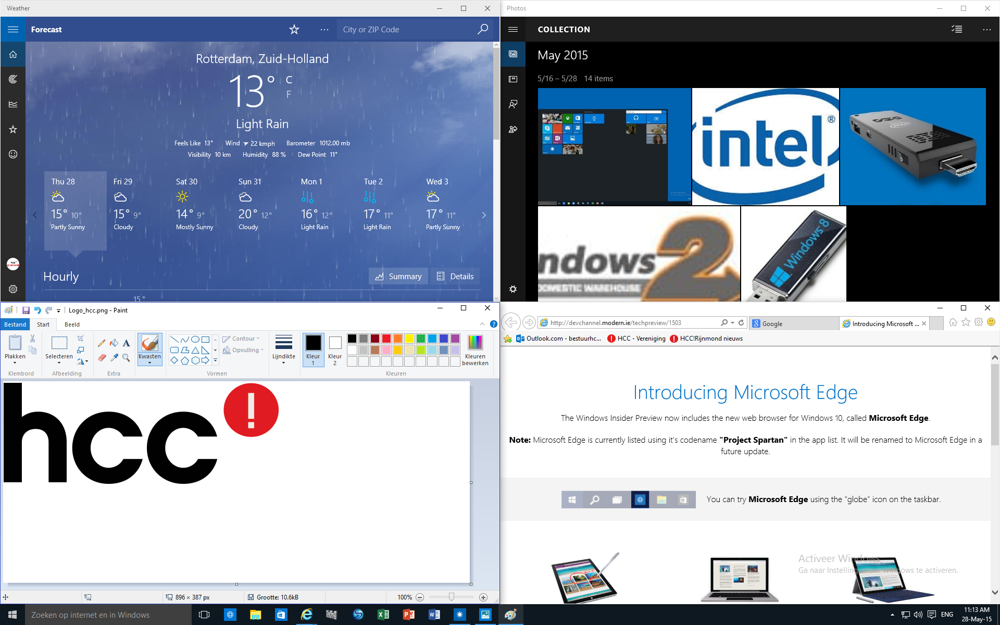 Weather
Forecast
City or ZIP Code
Rotterdam, Zuid-Holland
13°
C
F
Light Rain
Feels Like 13° Wind 22 kmph Barometer 1012.00 mb
Visibility 10 km Humidity 88 % Dew Point 11°
Thu 28 Fri 29 Sat 30 Sun 31 Mon 1 Tue 2 Wed 3
15° 10° 15° 9° 14° 9° 20° 12° 16° 12° 17° 11° 17° 11°
Partly Sunny Cloudy Mostly Sunny Cloudy Light Rain Light Rain Partly Sunny
Hourly
Summary Details
15°
Photos
COLLECTION
May 2015
5/16 – 5/28 14 items
intel®
intel
ndows 2
DOMESTIC WAREHOUSE
Windows 8
Logo_hcc.png - Paint
Bestand Start Beeld
Plakken
Selecteren
Kwasten
Contour
Opvulling
Lijndikte
Kleur 1
Kleur 2
Kleuren bewerken
Klembord Afbeelding Extra Vormen Kleuren
hcc!
896 × 387 px Grootte: 10.6kB 100%
http://devchannel.modern.ie/techpreview/1503
Google
Introducing Microsoft ...
Outlook.com - bestuurhc... HCC - Vereniging HCC!Rijnmond nieuws
Introducing Microsoft Edge
The Windows Insider Preview now includes the new web browser for Windows 10, called Microsoft Edge.
Note: Microsoft Edge is currently listed using it's codename "Project Spartan" in the app list. It will be renamed to Microsoft Edge in a
future update.
You can try Microsoft Edge using the "globe" icon on the taskbar.
Activeer Windows
Ga naar Instellingen om Windows te activeren.
Zoeken op internet en in Windows
ENG
11:13 AM
28-May-15